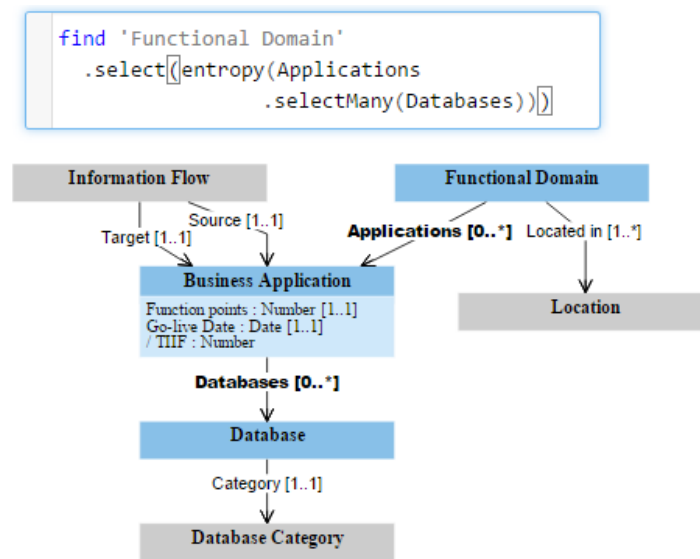 find 'Functional Domain'
.select(entropy(Applications
.selectMany(Databases)))
Information Flow
Functional Domain
Target [1..1]
Source [1..1]
Applications [0..*]
Located in [1..*]
Business Application
Function points : Number [1..1]
Go-live Date : Date [1..1]
/ TIIF : Number
Location
Databases [0..*]
Database
Category [1..1]
Database Category